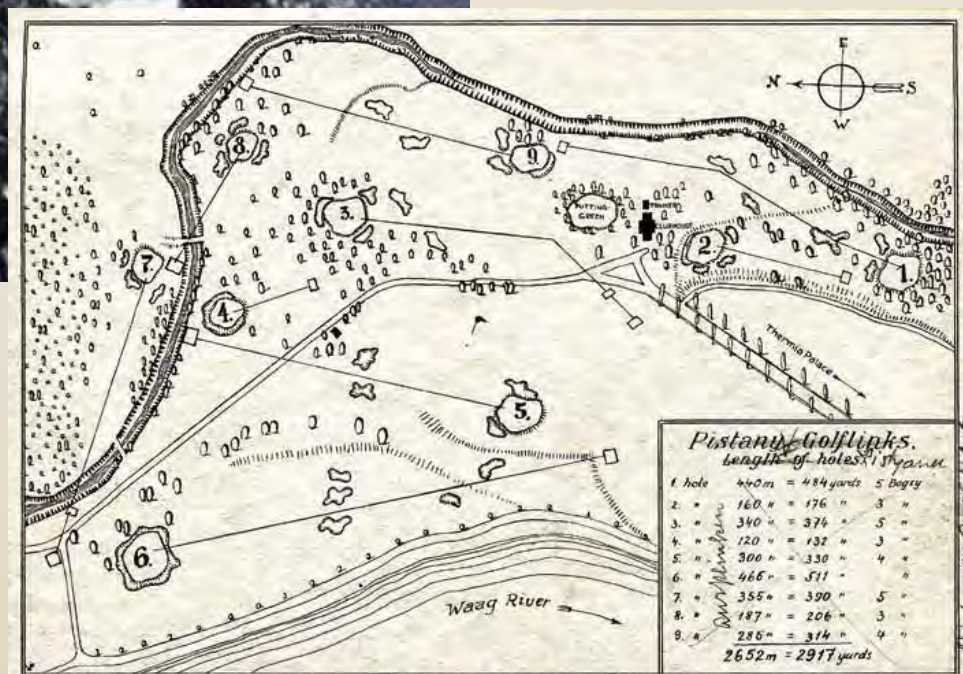 E
N
S
W
8.
9.
3.
PUTTING
GREEN
CLUBHOUSE
2
1.
7.
4.
Thermia Palace
5.
6.
Waag River
Pistany Golflinks.
Length of holes
1. hole 440m = 484 yards 5 Bogey
2. " 160 " = 176 " 3 "
3. " 340 " = 374 " 5 "
4. " 120 " = 132 " 3 "
5. " 300 " = 330 " 4 "
6. " 465 " = 511 " "
7. " 355 " = 390 " 5 "
8. " 187 " = 206 " 3 "
9. " 285 " = 314 " 4 "
2652m = 2917 yards